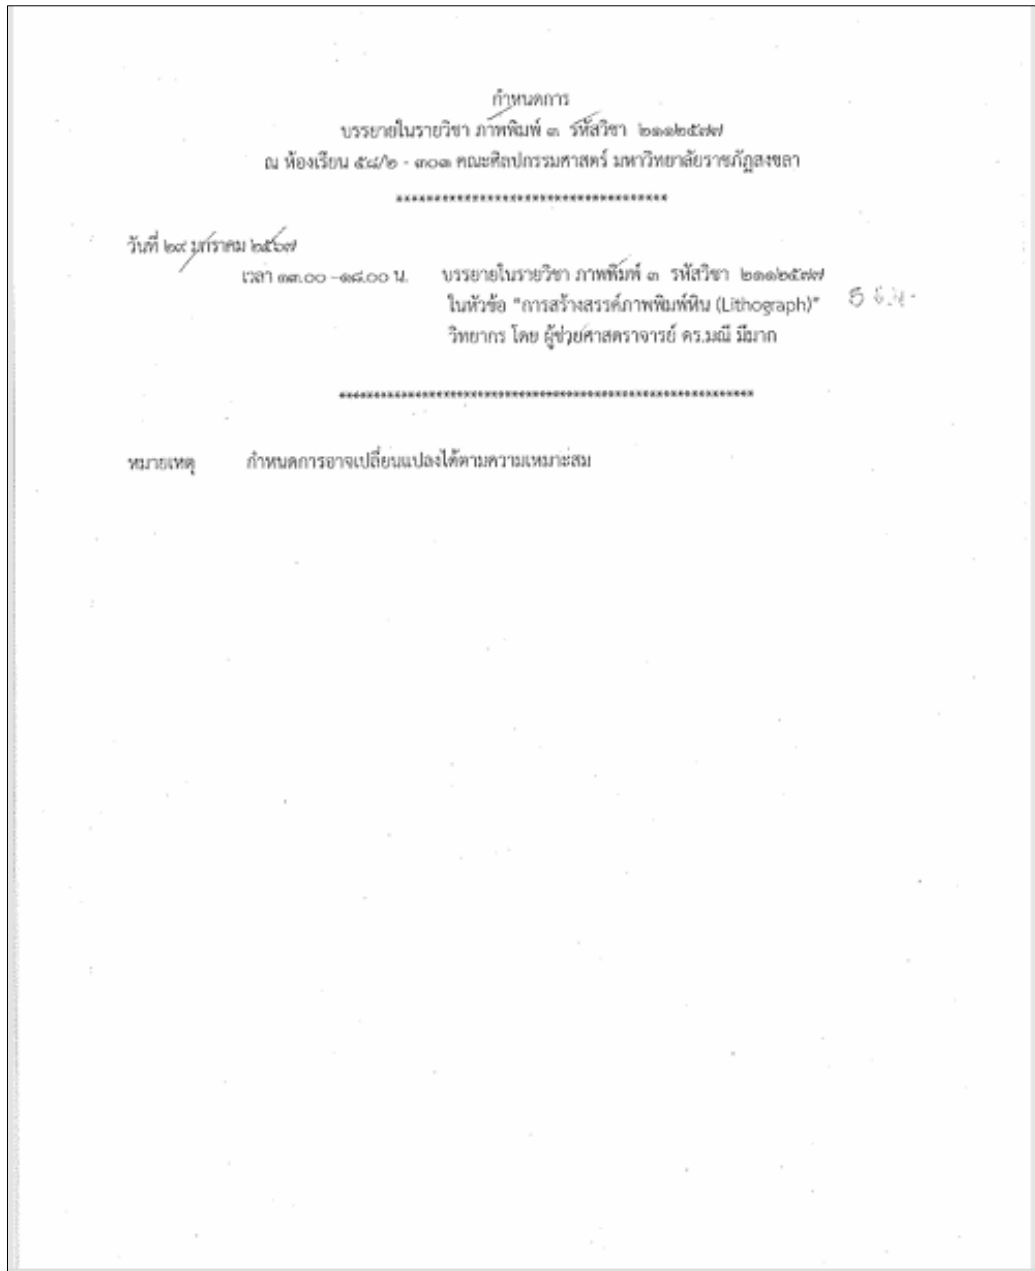 กำหนดการ
บรรยายในรายวิชา ภาพพิมพ์ ๓ รหัสวิชา ๒๑๑๒๕๗๗
ณ ห้องเรียน ๕๘/๒ - ๓๐๑ คณะศิลปกรรมศาสตร์ มหาวิทยาลัยราชภัฏสงขลา
วันที่ ๒๙ มกราคม ๒๕๖๗
เวลา ๑๓.๐๐ –๑๘.๐๐ น. บรรยายในรายวิชา ภาพพิมพ์ ๓ รหัสวิชา ๒๑๑๒๕๗๗
ในหัวข้อ "การสร้างสรรค์ภาพพิมพ์หิน (Lithograph)" 5
วิทยากร โดย ผู้ช่วยศาสตราจารย์ ดร.มณี มีมาก
หมายเหตุ กำหนดการอาจเปลี่ยนแปลงได้ตามความเหมาะสม